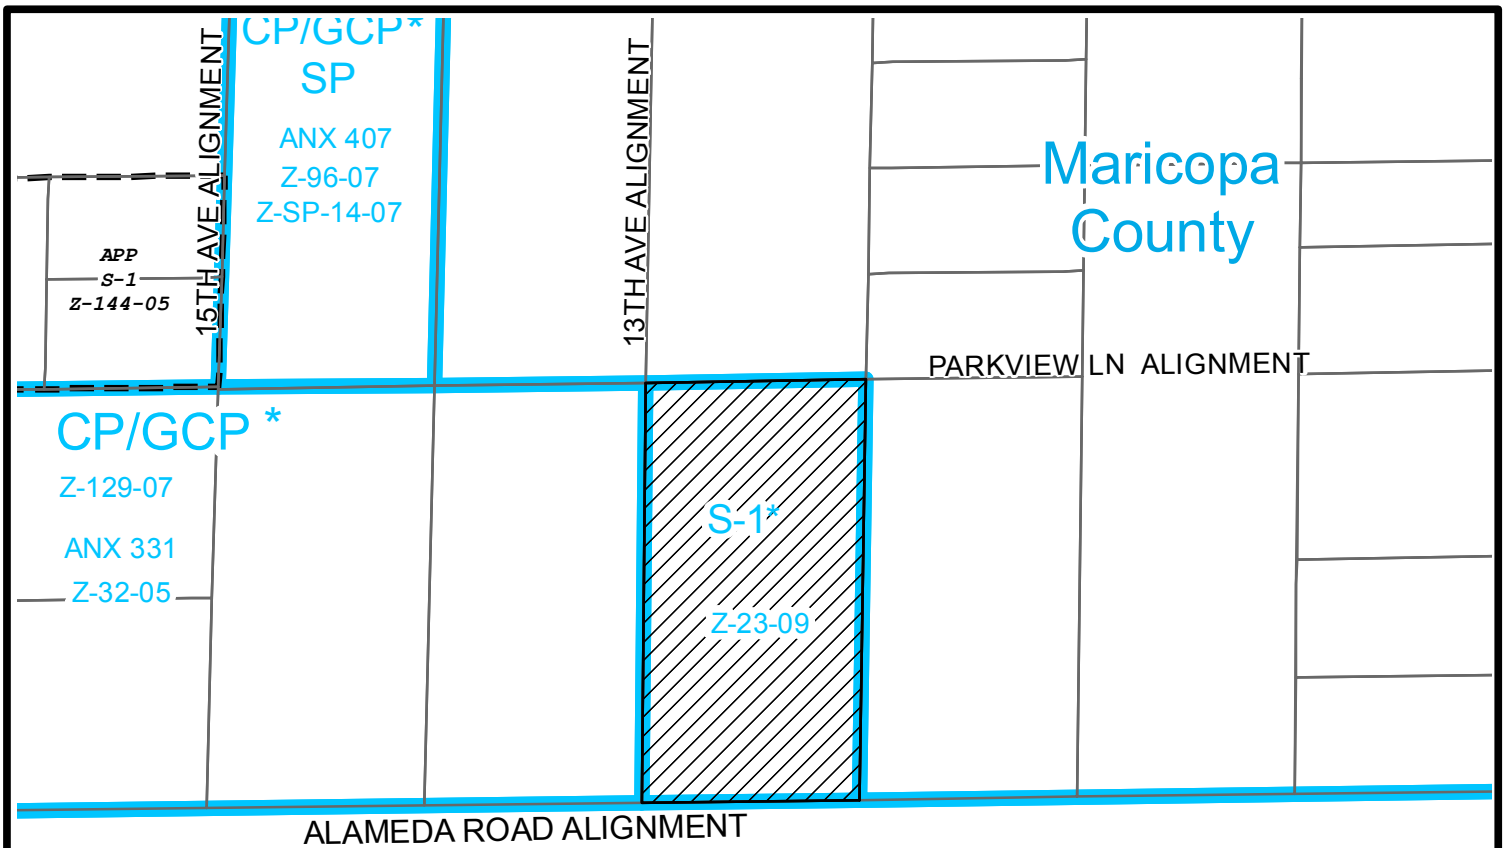 CP/GCP*
SP
ANX 407
Z-96-07
Z-SP-14-07
15TH AVE ALIGNMENT
13TH AVE ALIGNMENT
Maricopa
County
APP
S-1
Z-144-05
PARKVIEW LN ALIGNMENT
CP/GCP *
Z-129-07
ANX 331
Z-32-05
S-1*
Z-23-09
ALAMEDA ROAD ALIGNMENT